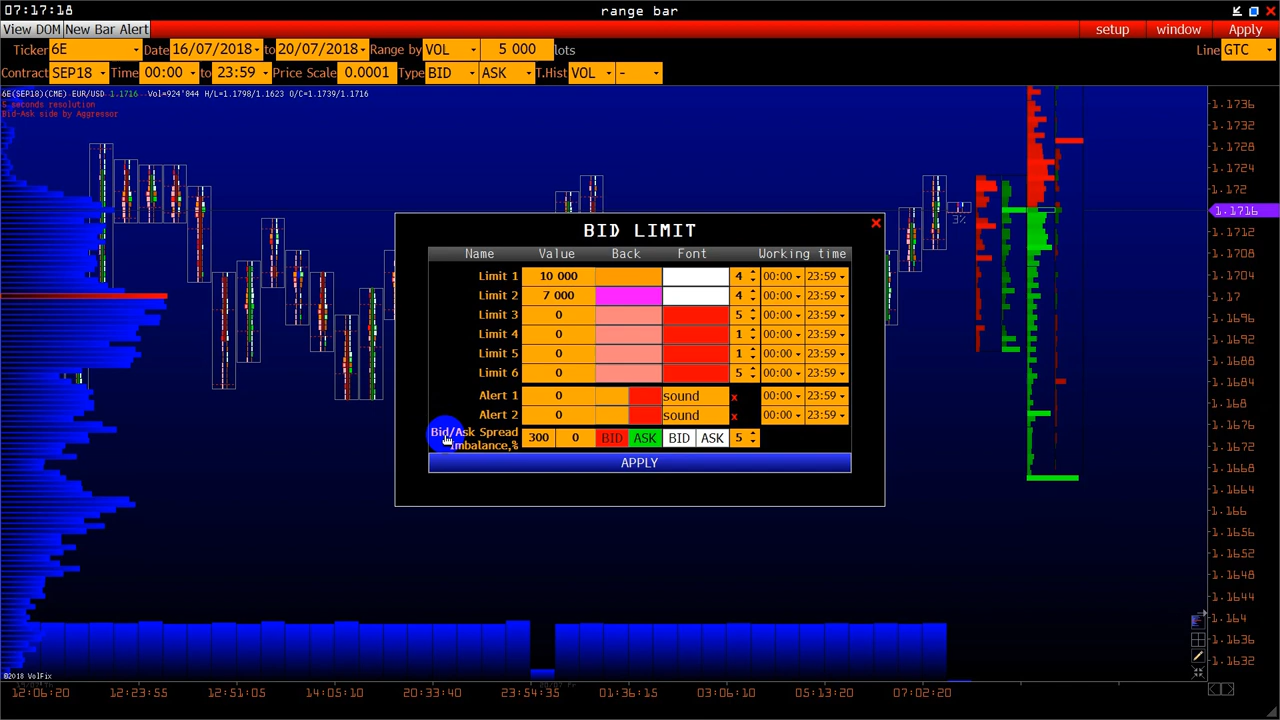 07:17:18
range bar
View DOM New Bar Alert
setup window Apply
Ticker 6E Date 16/07/2018 to 20/07/2018 Range by VOL 5 000 lots
Line GTC
Contract SEP18 Time 00:00 to 23:59 Price Scale 0.0001 Type BID ASK T.Hist VOL -
6E(SEP18)(CME) EUR/USD 1.1716 Vol=924'844 H/L=1.1798/1.1623 O/C=1.1739/1.1716
5 seconds resolution
Bid-Ask side by Aggressor
1.1736
1.1732
1.1728
1.1724
1.172
1.1716
1.1712
1.1708
1.1704
1.17
1.1696
1.1692
1.1688
1.1684
1.168
1.1676
1.1672
1.1668
1.1664
1.166
1.1656
1.1652
1.1648
1.1644
1.164
1.1636
1.1632
3%
BID LIMIT
Name Value Back Font Working time
Limit 1 10 000 4 00:00 23:59
Limit 2 7 000 4 00:00 23:59
Limit 3 0 5 00:00 23:59
Limit 4 0 1 00:00 23:59
Limit 5 0 1 00:00 23:59
Limit 6 0 5 00:00 23:59
Alert 1 0 sound x 00:00 23:59
Alert 2 0 sound x 00:00 23:59
Bid/Ask Spread
Imbalance,% 300 0 BID ASK BID ASK 5
APPLY
©2018 VolFix
12:06:20 12:23:55 12:51:05 14:05:10 20:33:40 23:54:35 01:36:15 03:06:10 05:13:20 07:02:20